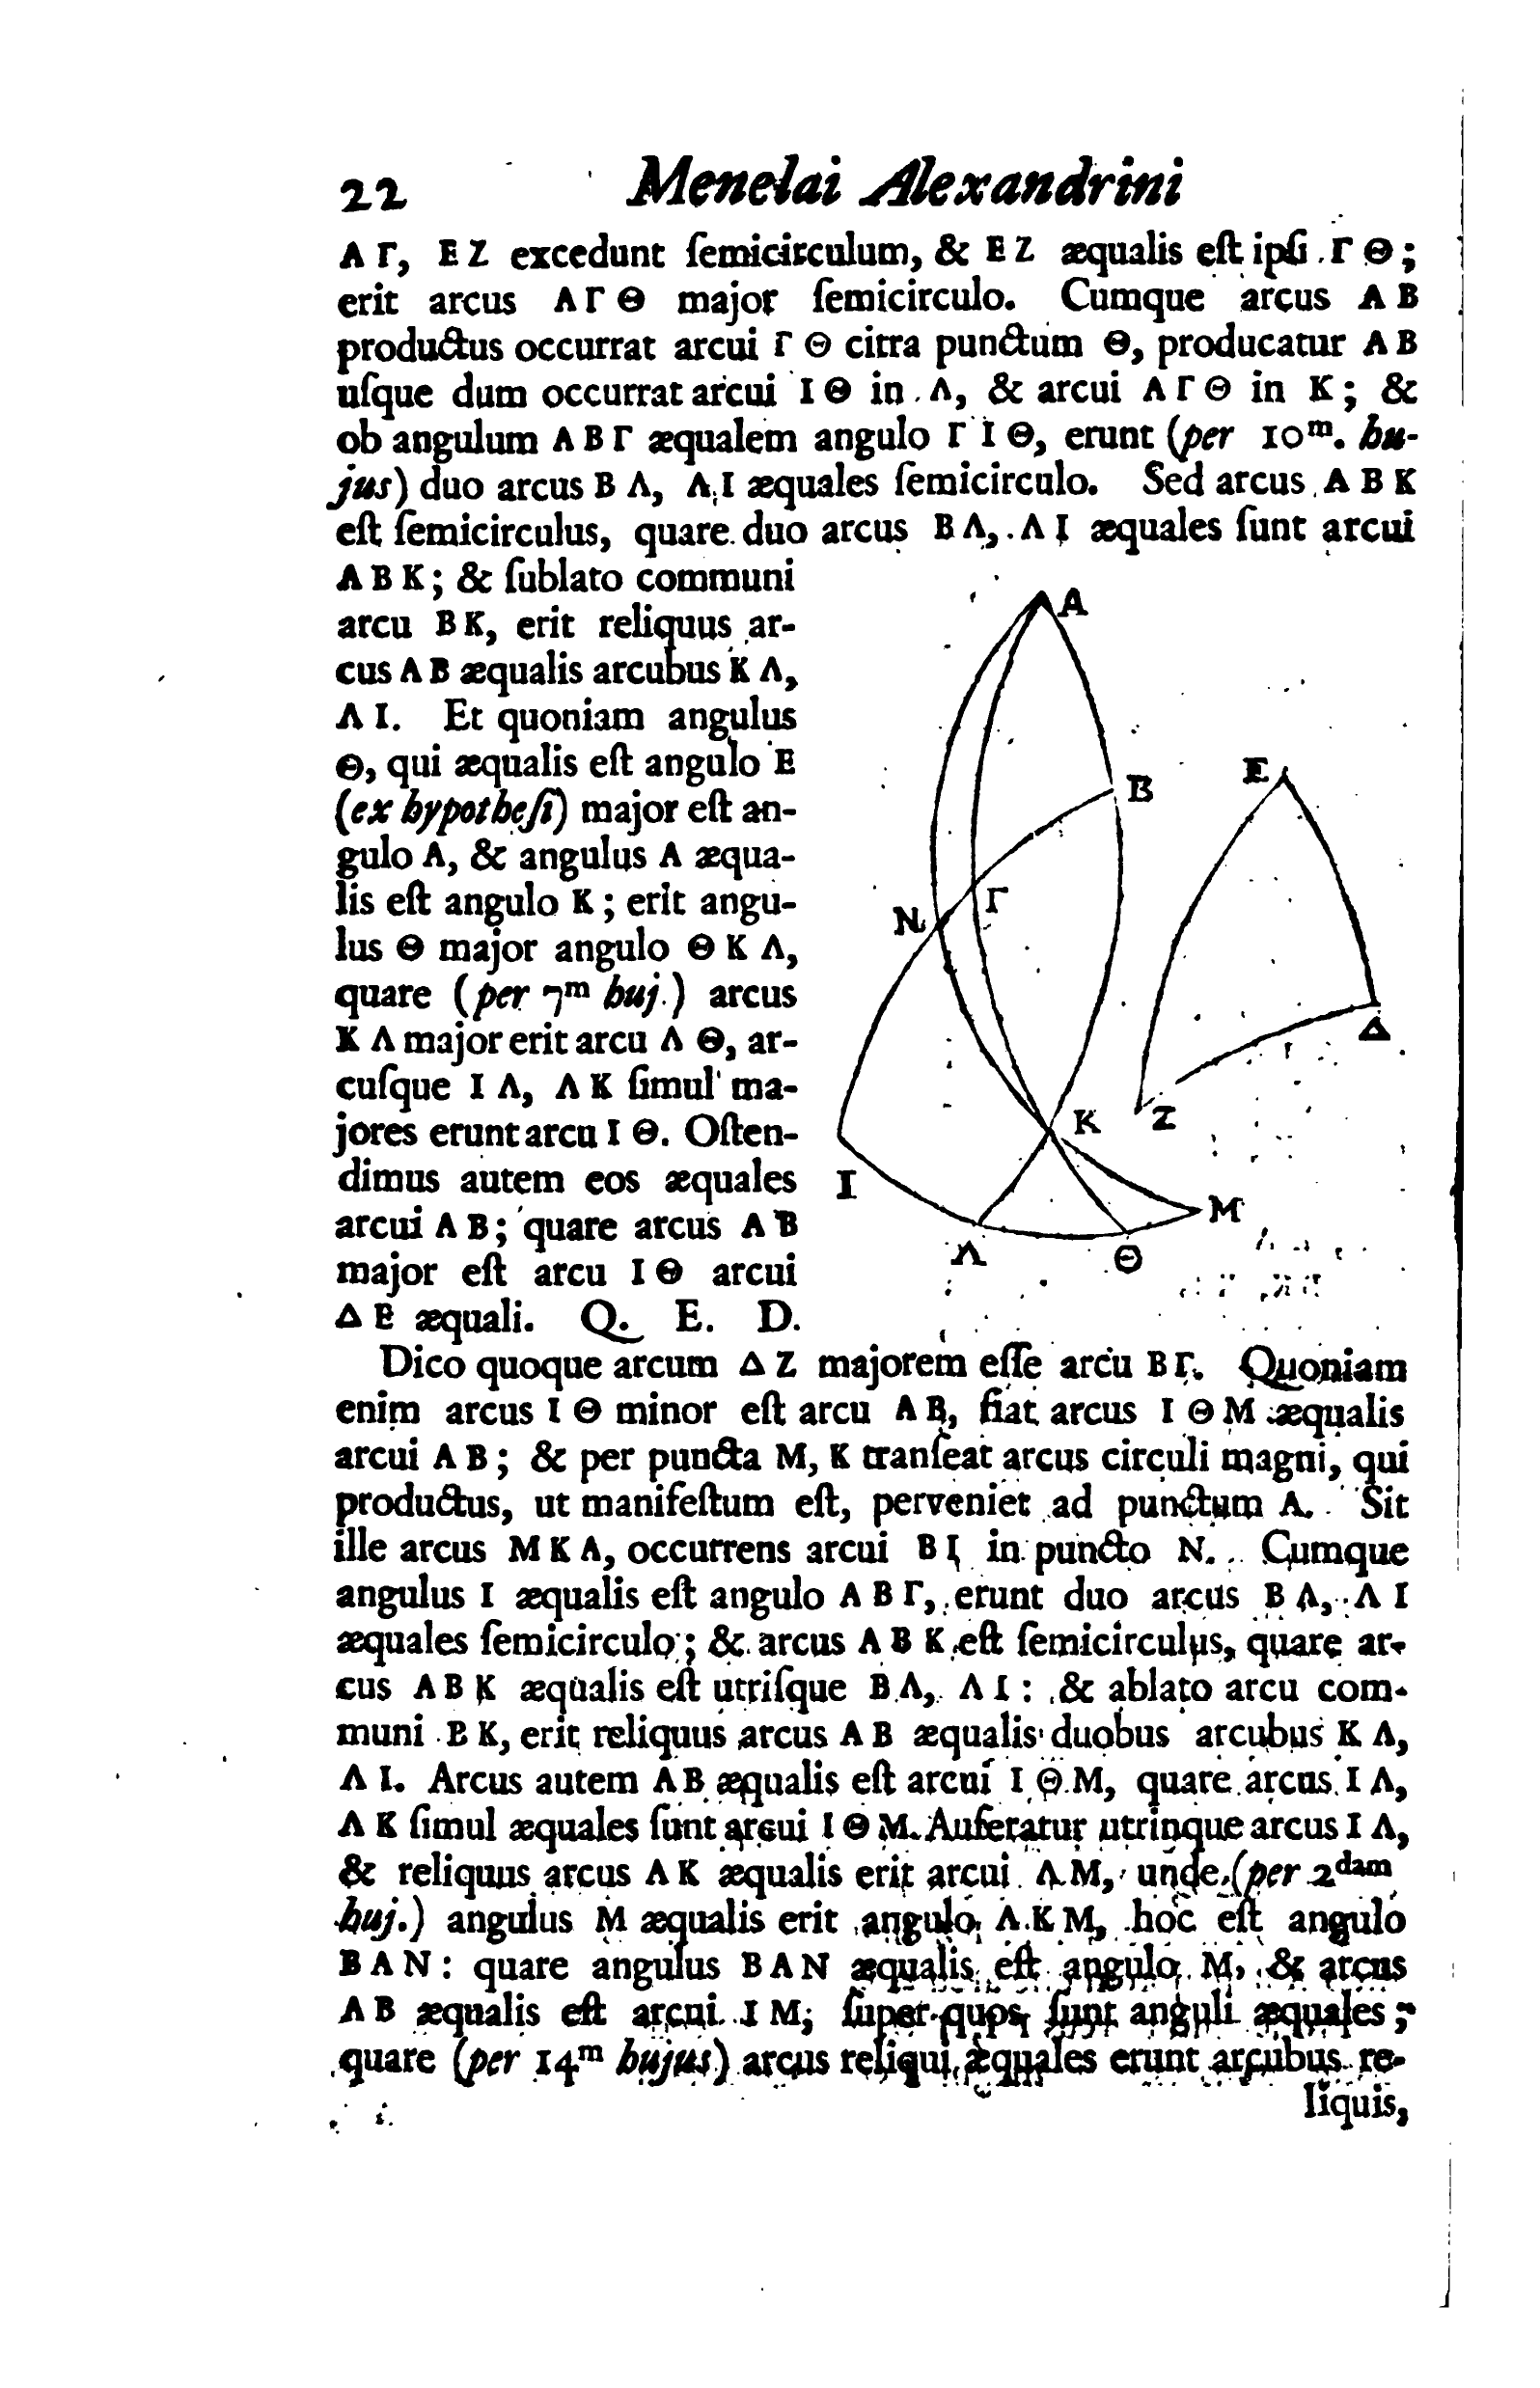 22 Menelai Alexandrini
Α Γ, Ε Ζ excedunt ſemicirculum, & Ε Ζ æqualis eſt ipſi Γ Θ;
erit arcus Α Γ Θ major ſemicirculo. Cumque arcus Α Β
productus occurrat arcui Γ Θ citra punctum Θ, producatur Α Β
uſque dum occurrat arcui Ι Θ in Λ, & arcui Α Γ Θ in Κ; &
ob angulum Α Β Γ æqualem angulo Γ Ι Θ, erunt (per 10ᵐ. hu-
jus) duo arcus Β Λ, Λ Ι æquales ſemicirculo. Sed arcus Α Β Κ
eſt ſemicirculus, quare duo arcus Β Λ, Λ Ι æquales ſunt arcui
Α Β Κ; & ſublato communi
arcu Β Κ, erit reliquus ar-
cus Α Β æqualis arcubus Κ Λ,
Λ Ι. Et quoniam angulus
Θ, qui æqualis eſt angulo Ε
(ex hypotheſi) major eſt an-
gulo Α, & angulus Α æqua-
lis eſt angulo Κ; erit angu-
lus Θ major angulo Θ Κ Λ,
quare (per 7ᵐ huj.) arcus
Κ Λ major erit arcu Λ Θ, ar-
cuſque Ι Λ, Λ Κ ſimul ma-
jores erunt arcu Ι Θ. Oſten-
dimus autem eos æquales
arcui Α Β; quare arcus Α Β
major eſt arcu Ι Θ arcui
Δ Ε æquali. Q. E. D.
Α
Β
Ε
Γ
Ν
Δ
Κ
Ζ
Ι
Μ
Λ
Θ
Dico quoque arcum Δ Ζ majorem eſſe arcu Β Γ. Quoniam
enim arcus Ι Θ minor eſt arcu Α Β, fiat arcus Ι Θ Μ æqualis
arcui Α Β; & per puncta Μ, Κ tranſeat arcus circuli magni, qui
productus, ut manifeſtum eſt, perveniet ad punctum Α. Sit
ille arcus Μ Κ Α, occurrens arcui Β Ι in puncto Ν. Cumque
angulus Ι æqualis eſt angulo Α Β Γ, erunt duo arcus Β Λ, Λ Ι
æquales ſemicirculo; & arcus Α Β Κ eſt ſemicirculus, quare ar-
cus Α Β Κ æqualis eſt utriſque Β Λ, Λ Ι: & ablato arcu com-
muni Β Κ, erit reliquus arcus Α Β æqualis duobus arcubus Κ Λ,
Λ Ι. Arcus autem Α Β æqualis eſt arcui Ι Θ Μ, quare arcus Ι Λ,
Λ Κ ſimul æquales ſunt arcui Ι Θ Μ. Auferatur utrinque arcus Ι Λ,
& reliquus arcus Λ Κ æqualis erit arcui Λ Μ, unde (per 2ᵈᵃᵐ
huj.) angulus Μ æqualis erit angulo Λ Κ Μ, hoc eſt angulo
Β Α Ν: quare angulus Β Α Ν æqualis eſt angulo Μ, & arcus
Α Β æqualis eſt arcui Ι Μ; ſuper quos ſunt anguli æquales;
quare (per 14ᵐ hujus) arcus reliqui æquales erunt arcubus re-
liquis,